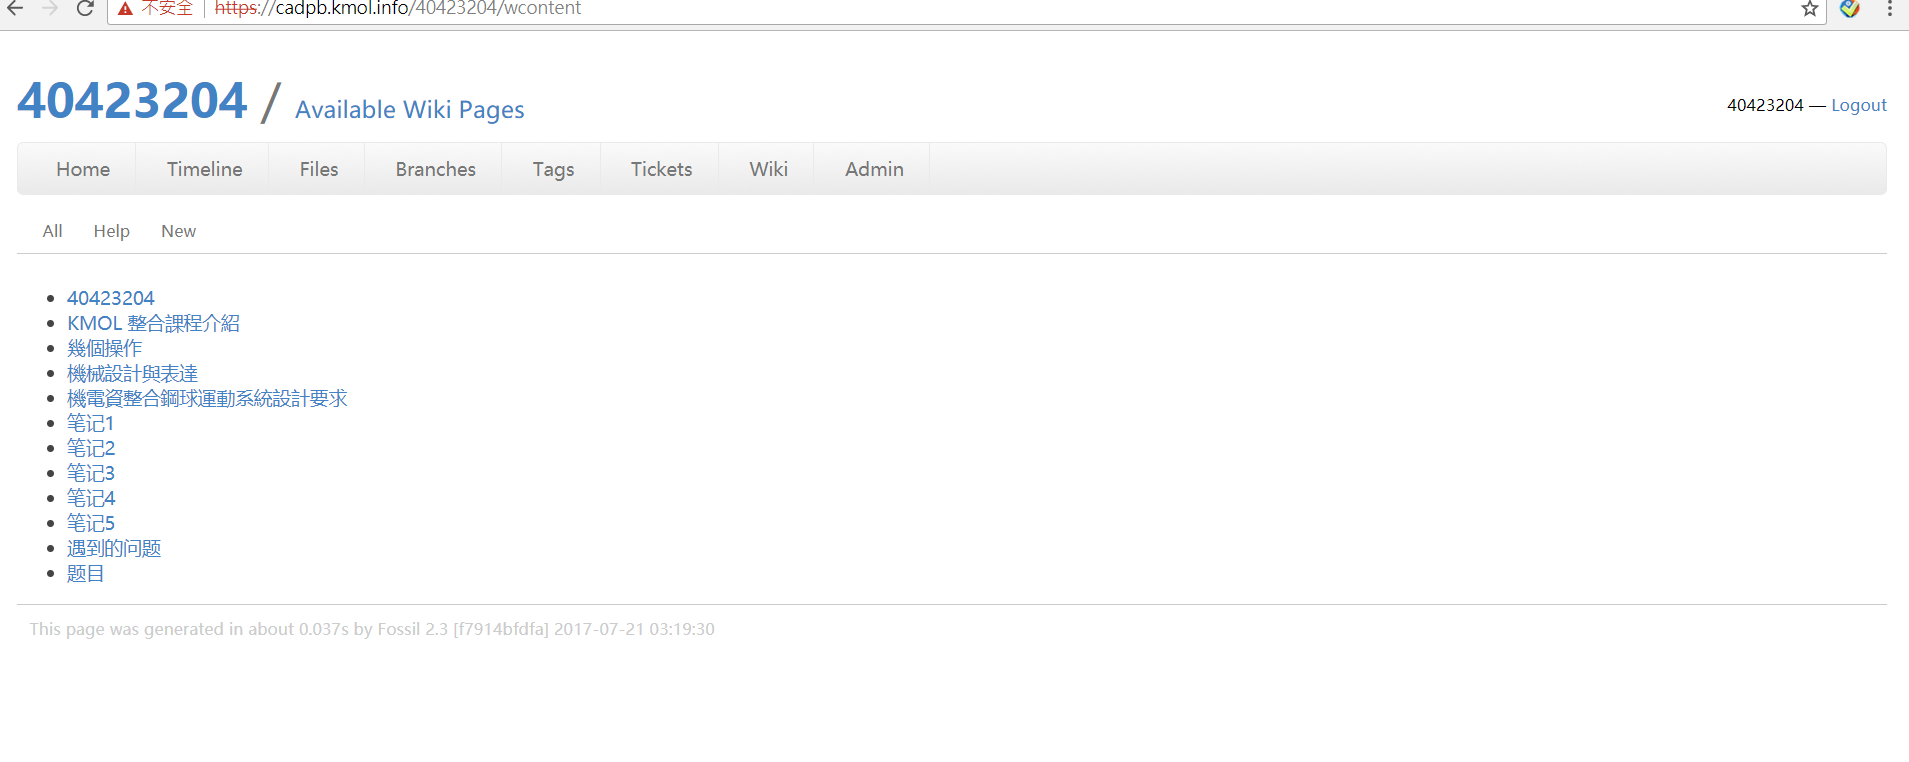 不安全 https://cadpb.kmol.info/40423204/wcontent
40423204 / Available Wiki Pages
40423204 — Logout
Home Timeline Files Branches Tags Tickets Wiki Admin
All Help New
40423204
KMOL 整合課程介紹
幾個操作
機械設計與表達
機電資整合鋼球運動系統設計要求
笔记1
笔记2
笔记3
笔记4
笔记5
遇到的问题
题目
This page was generated in about 0.037s by Fossil 2.3 [f7914bfdfa] 2017-07-21 03:19:30